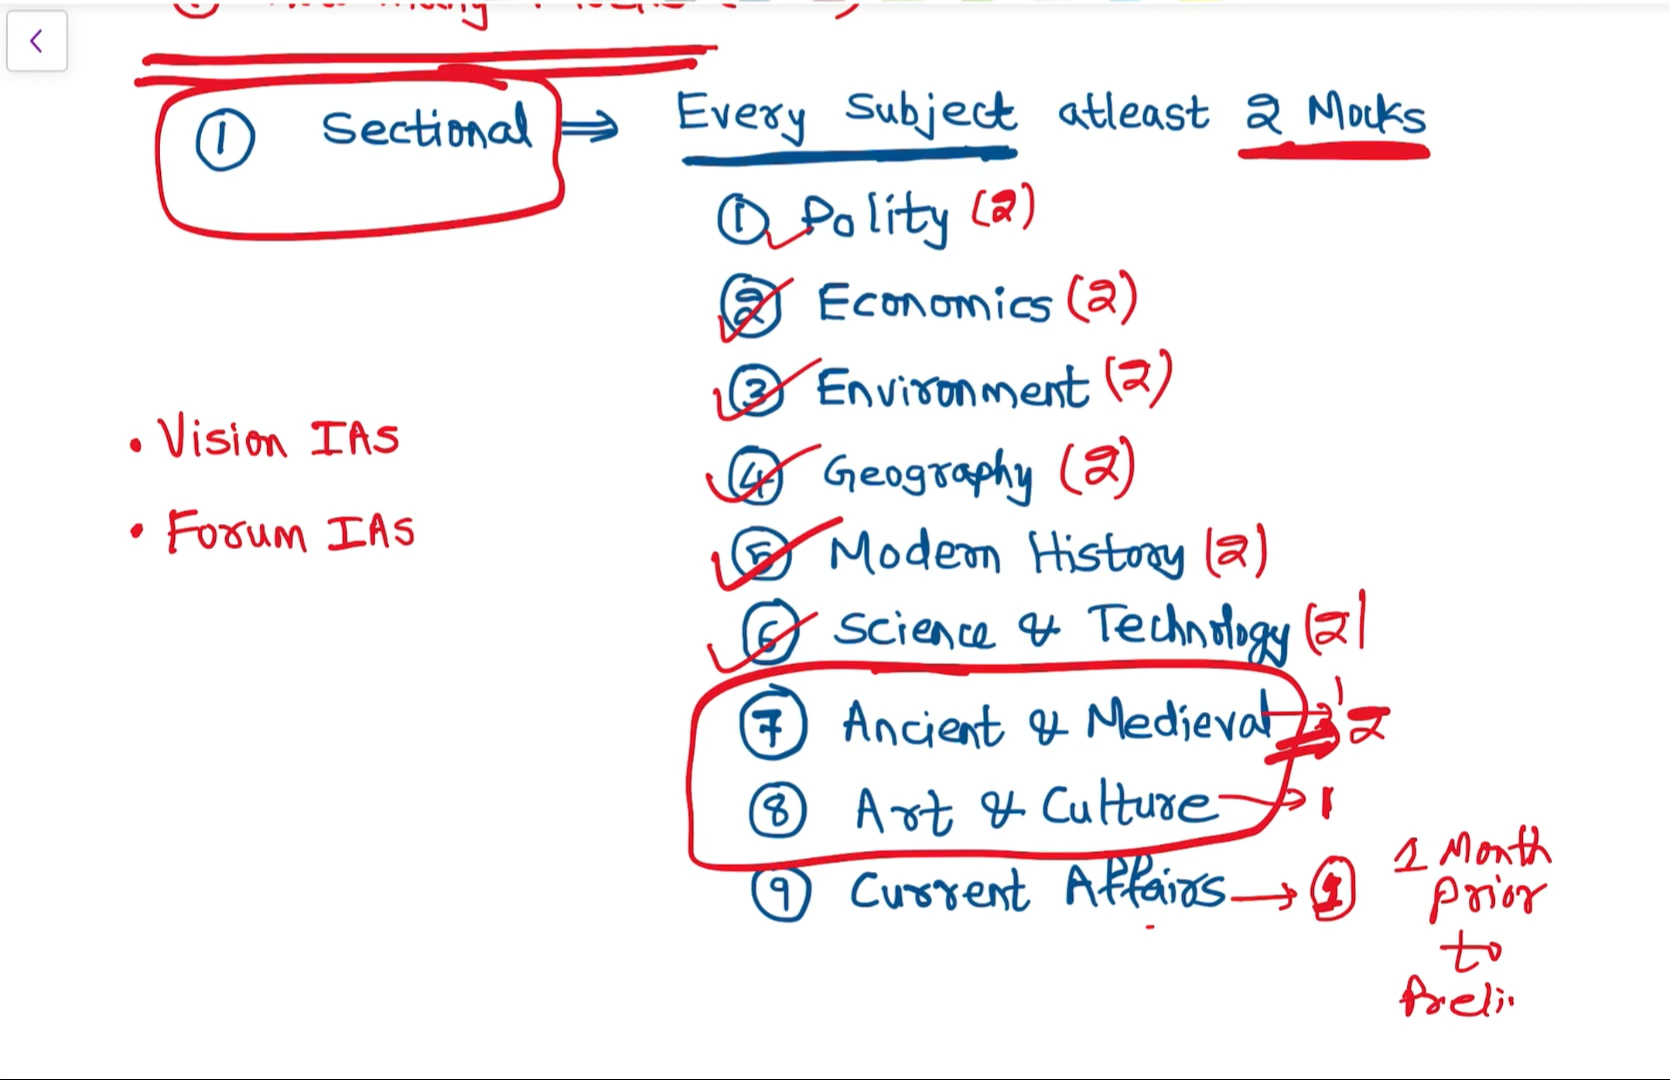 ① Sectional ⇒ Every Subject atleast 2 Mocks
① Polity (2)
② Economics (2)
③ Environment (2)
• Vision IAS
④ Geography (2)
• Forum IAS
⑤ Modern History (2)
⑥ Science & Technology (2)
⑦ Ancient & Medieval → 2
⑧ Art & Culture → 1
⑨ Current Affairs → 1
1 Month
Prior
to
Preli